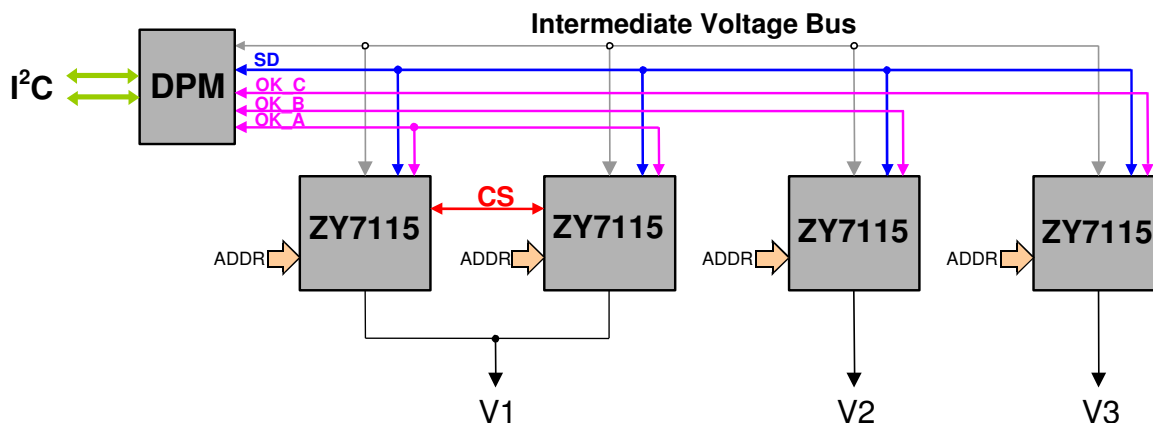 Intermediate Voltage Bus
I²C
DPM
SD
OK_C
OK_B
OK_A
ZY7115
CS
ZY7115
ZY7115
ZY7115
ADDR
ADDR
ADDR
ADDR
V1
V2
V3